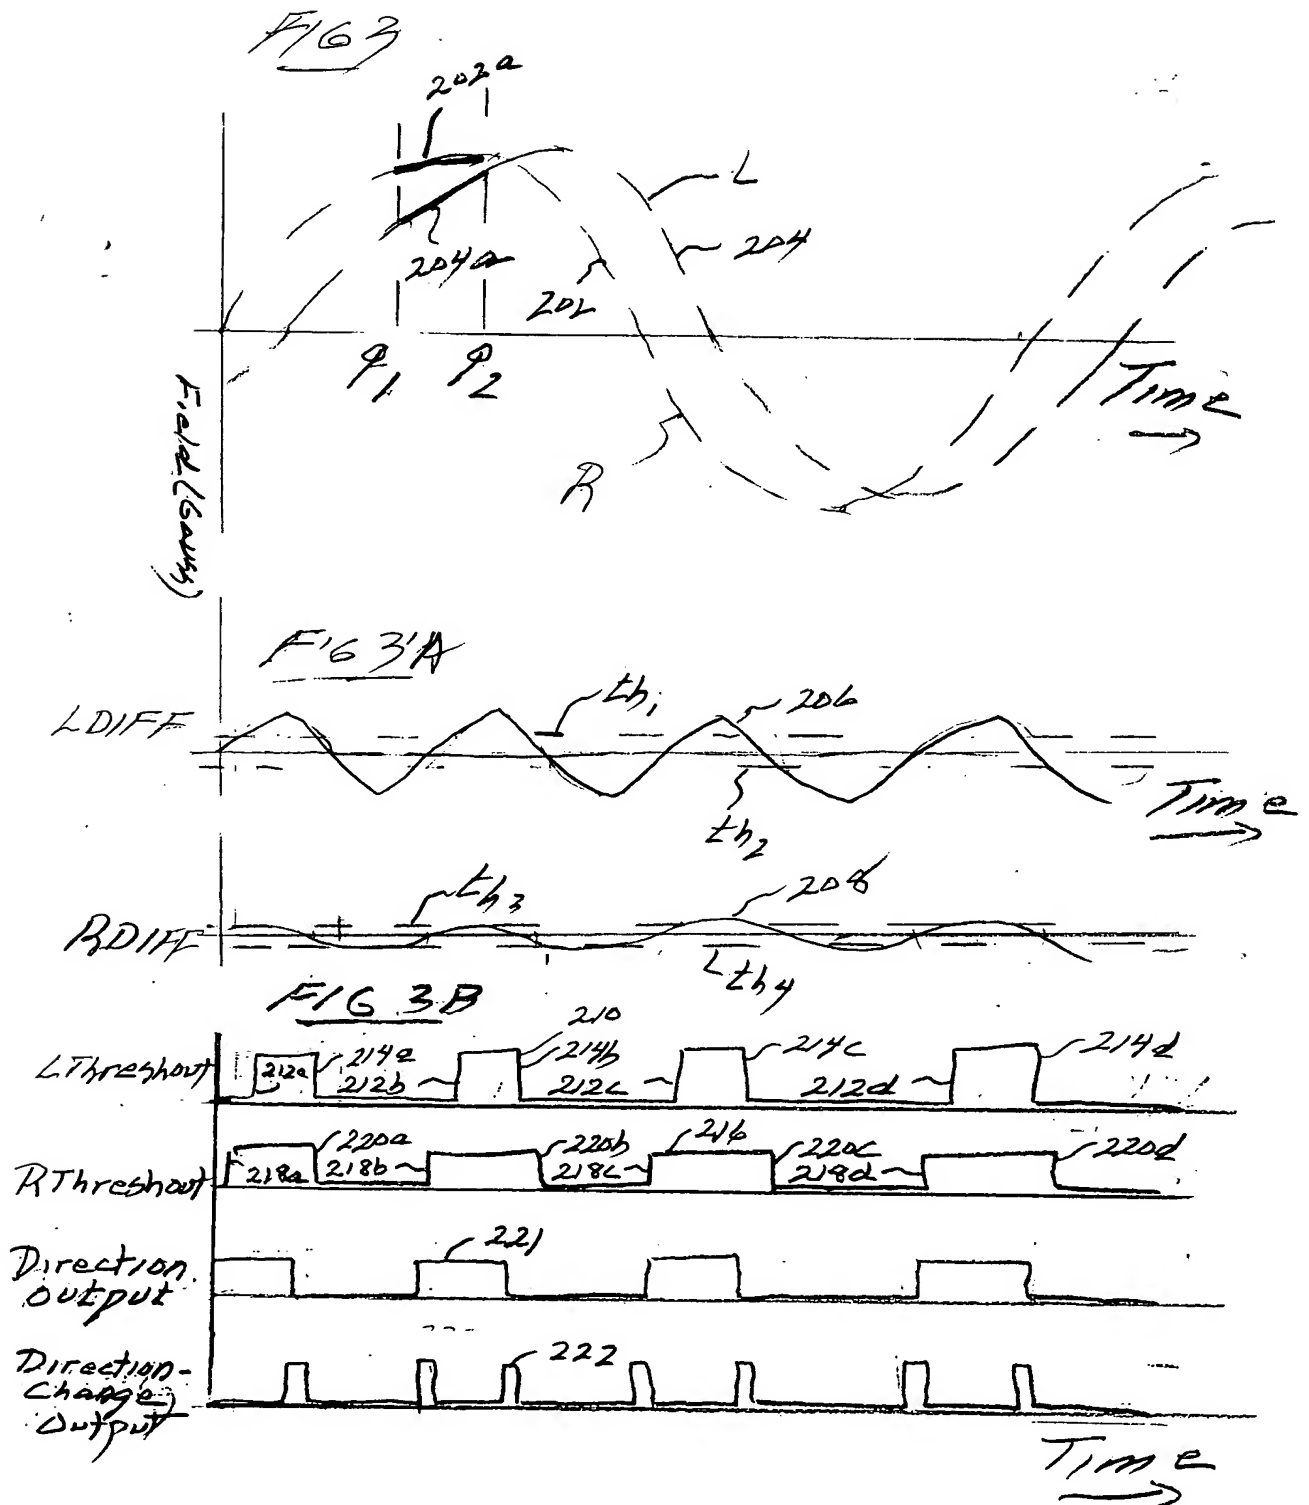 FIG 3
202a
L
204
204a
202
φ1 φ2
Time
R
Field (Gauss)
FIG 3A
LDIFF
th1
206
th2
Time
RDIFF
th3
208
th4
FIG 3B
LThreshout
212a
214a
212b
210
214b
212c
214c
212d
214d
RThreshout
218a
220a
218b
220b
218c
216
220c
218d
220d
Direction
Output
221
Direction-
Change
Output
222
Time